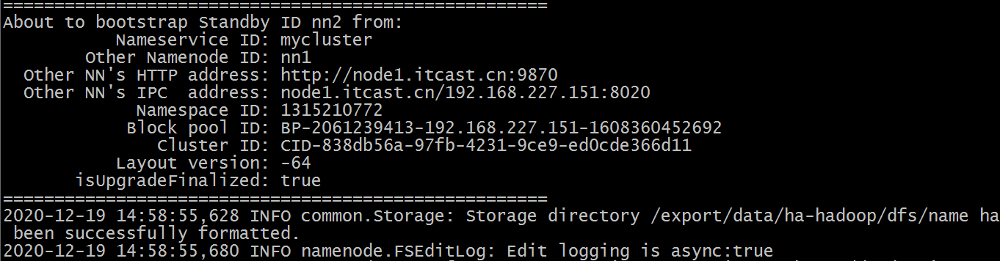 =====================================================
About to bootstrap Standby ID nn2 from:
           Nameservice ID: mycluster
        Other Namenode ID: nn1
  Other NN's HTTP address: http://node1.itcast.cn:9870
  Other NN's IPC  address: node1.itcast.cn/192.168.227.151:8020
             Namespace ID: 1315210772
            Block pool ID: BP-2061239413-192.168.227.151-1608360452692
               Cluster ID: CID-838db56a-97fb-4231-9ce9-ed0cde366d11
           Layout version: -64
       isUpgradeFinalized: true
=====================================================
2020-12-19 14:58:55,628 INFO common.Storage: Storage directory /export/data/ha-hadoop/dfs/name ha
 been successfully formatted.
2020-12-19 14:58:55,680 INFO namenode.FSEditLog: Edit logging is async:true